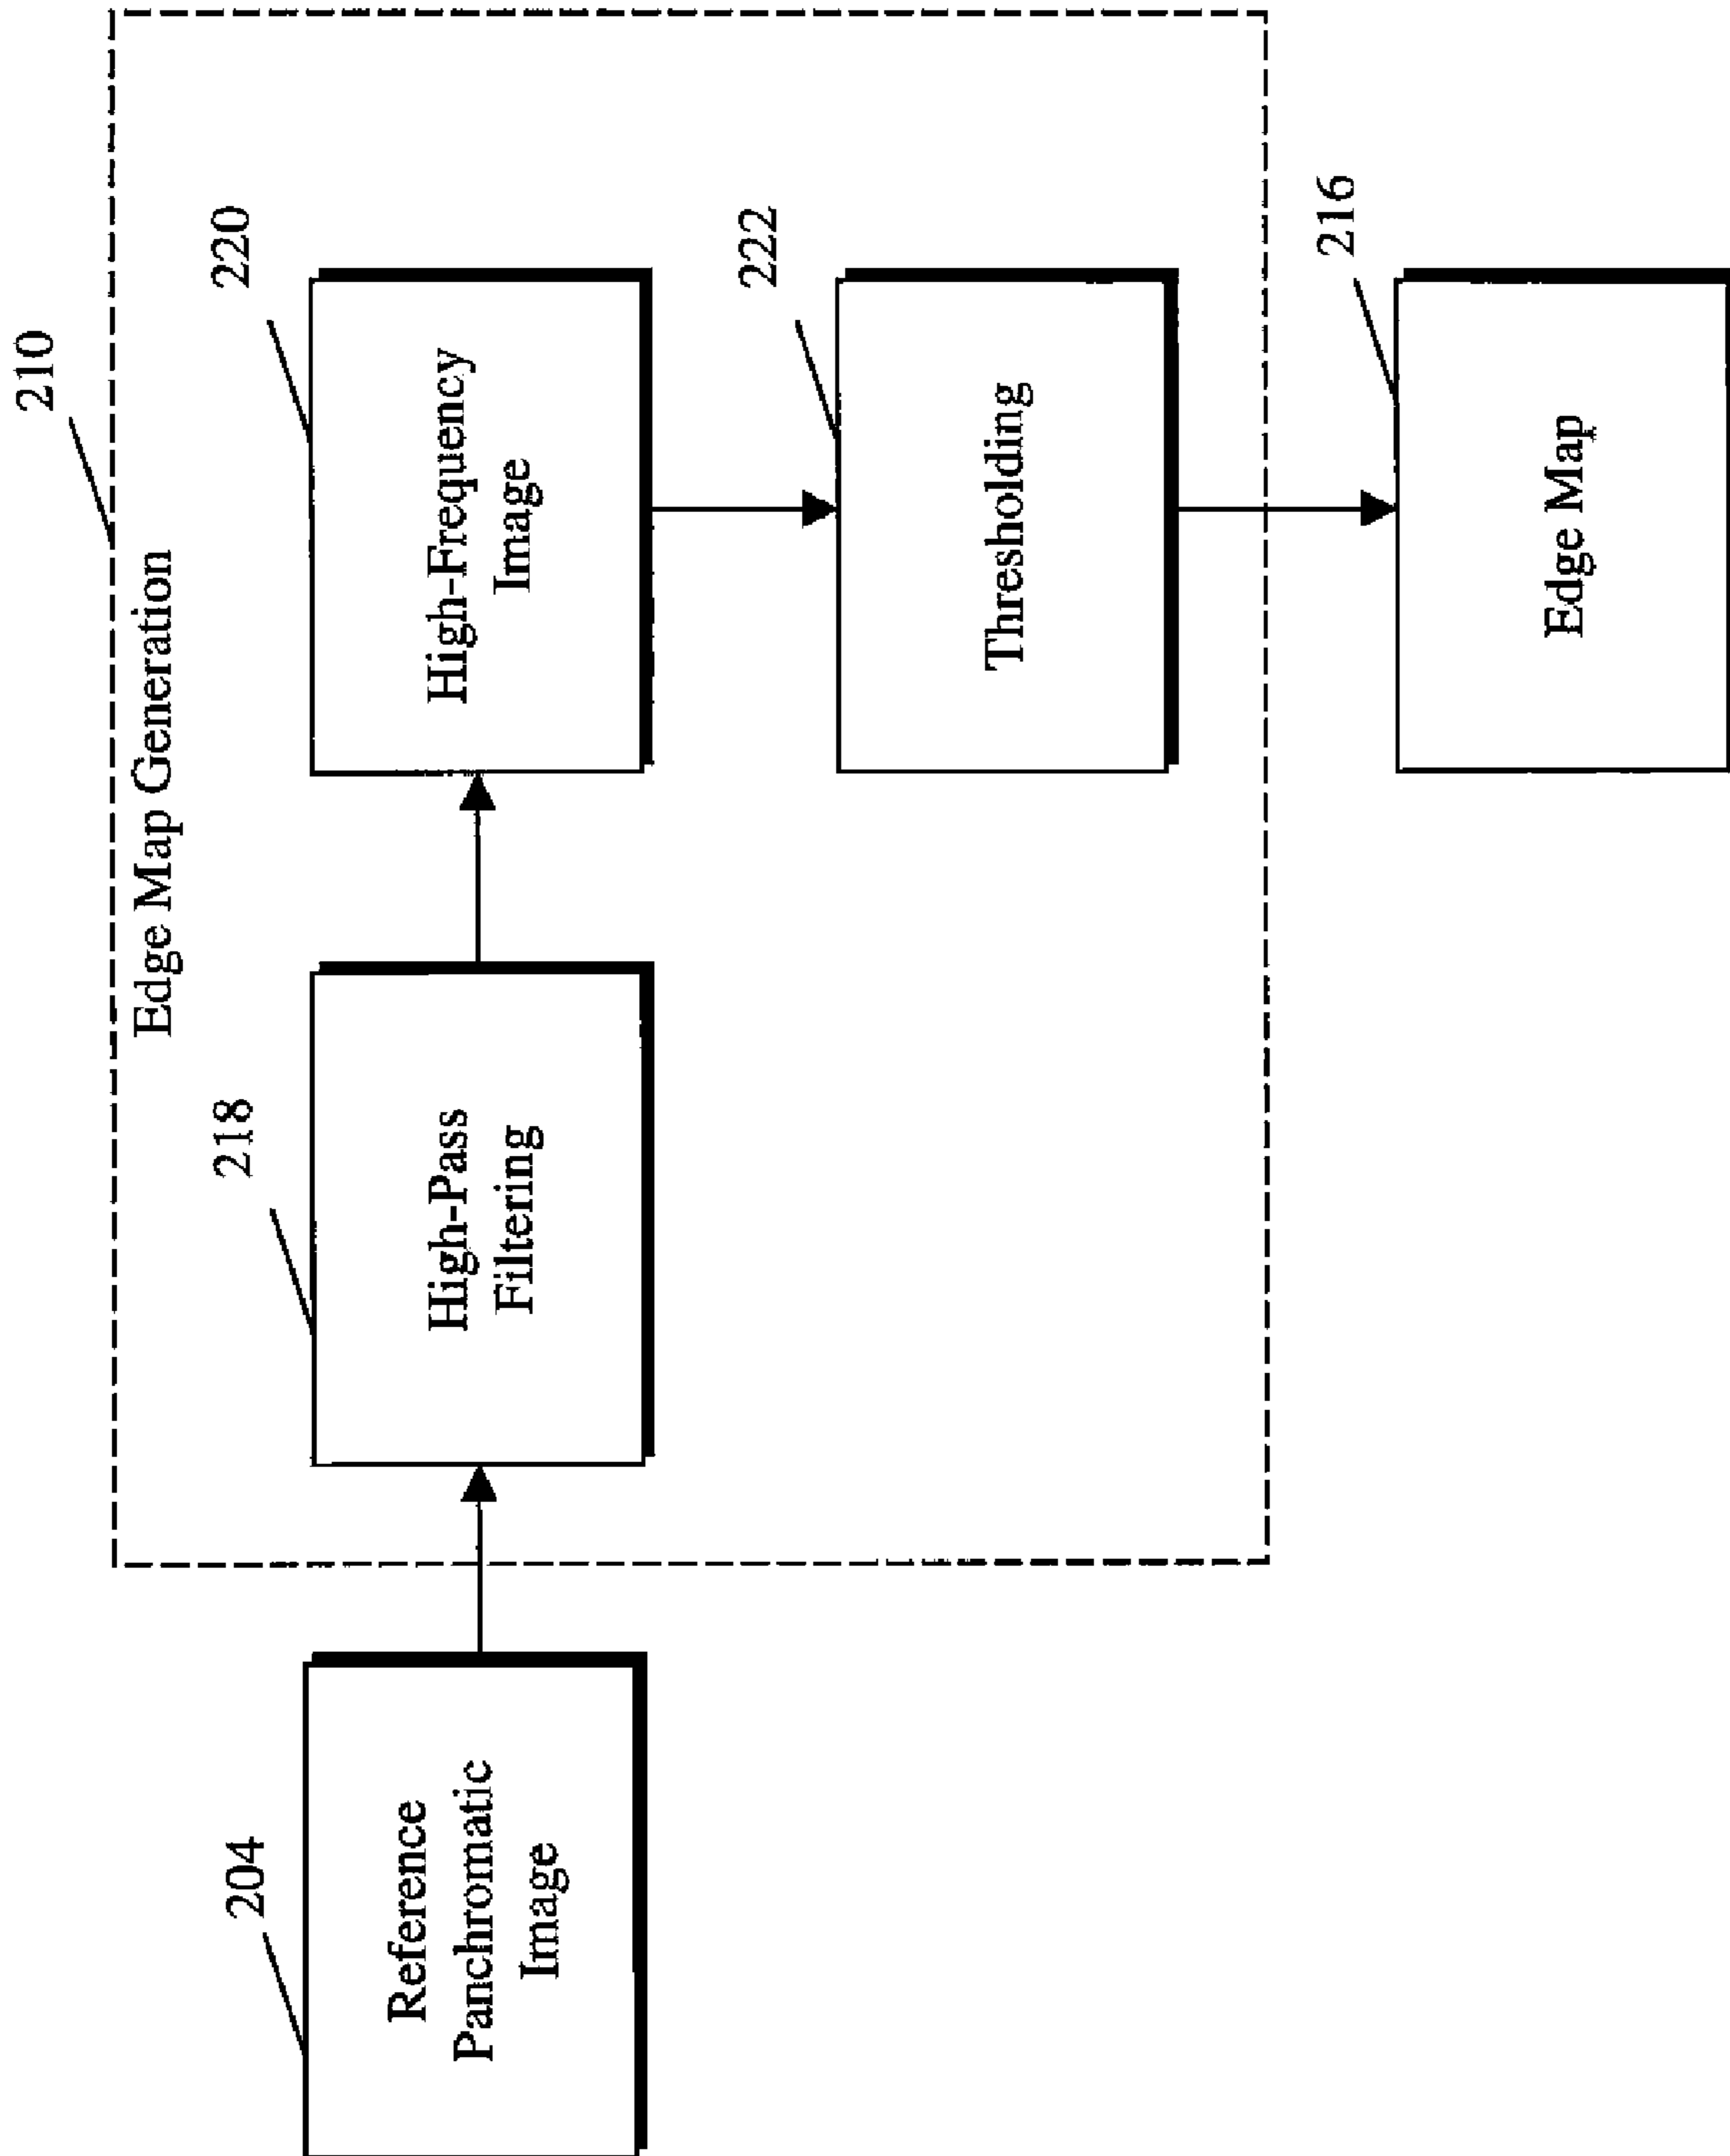 210
Edge Map Generation
204
Reference
Panchromatic
Image
218
High-Pass
Filtering
220
High-Frequency
Image
222
Thresholding
216
Edge Map